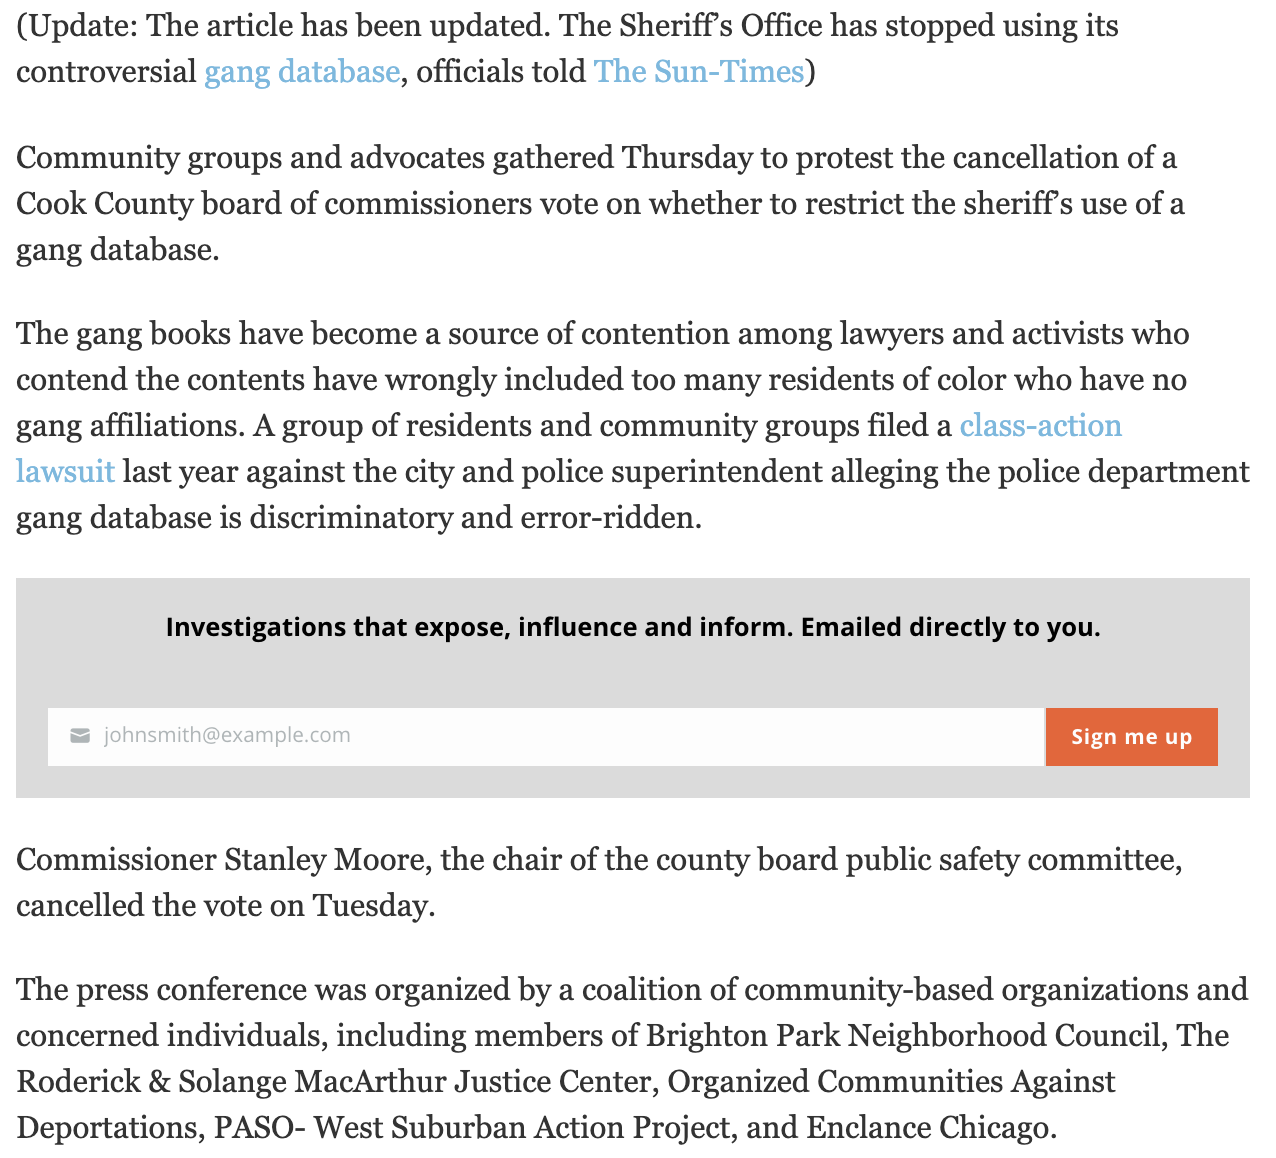 (Update: The article has been updated. The Sheriff’s Office has stopped using its
controversial gang database, officials told The Sun-Times)
Community groups and advocates gathered Thursday to protest the cancellation of a
Cook County board of commissioners vote on whether to restrict the sheriff’s use of a
gang database.
The gang books have become a source of contention among lawyers and activists who
contend the contents have wrongly included too many residents of color who have no
gang affiliations. A group of residents and community groups filed a class-action
lawsuit last year against the city and police superintendent alleging the police department
gang database is discriminatory and error-ridden.
Investigations that expose, influence and inform. Emailed directly to you.
johnsmith@example.com
Sign me up
Commissioner Stanley Moore, the chair of the county board public safety committee,
cancelled the vote on Tuesday.
The press conference was organized by a coalition of community-based organizations and
concerned individuals, including members of Brighton Park Neighborhood Council, The
Roderick & Solange MacArthur Justice Center, Organized Communities Against
Deportations, PASO- West Suburban Action Project, and Enclance Chicago.